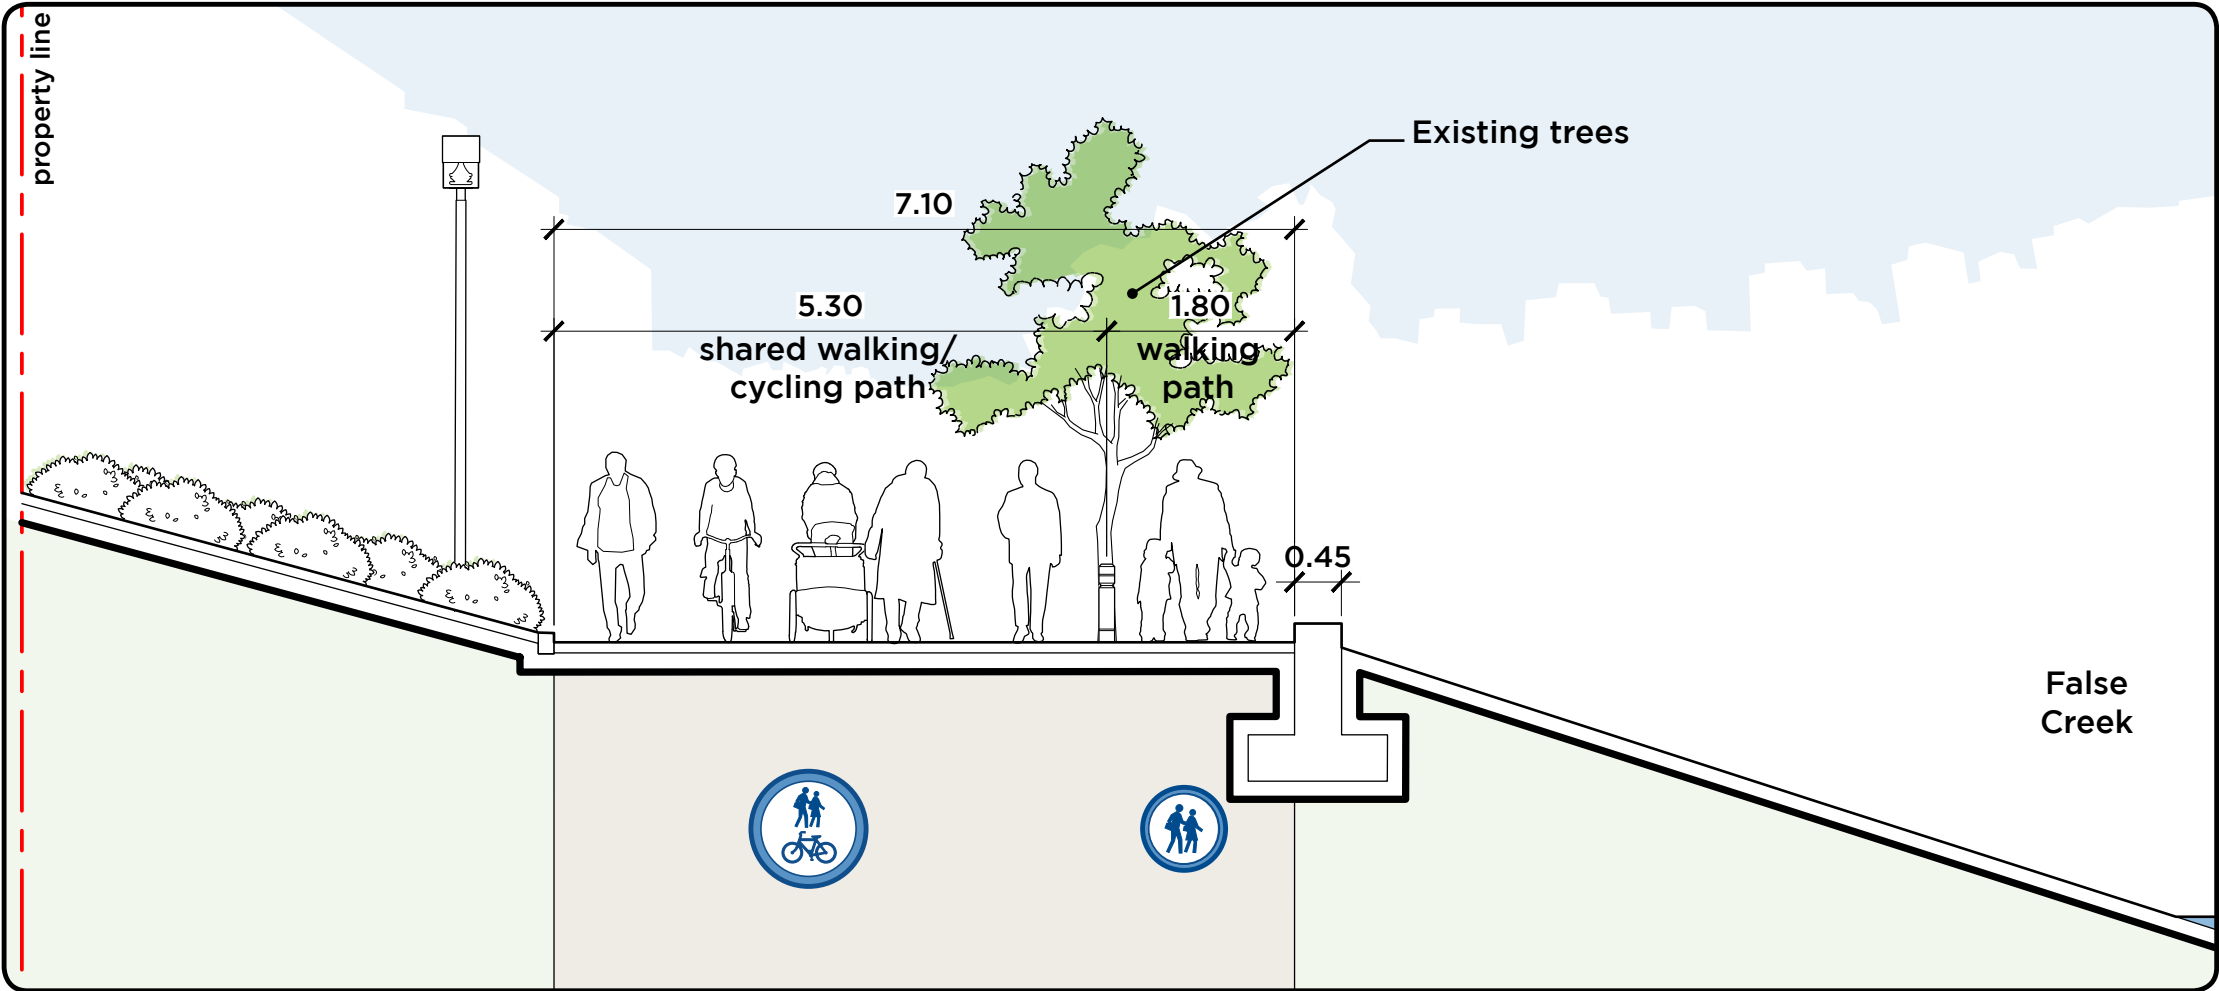 property line
Existing trees
7.10
5.30
1.80
shared walking/
cycling path
walking
path
0.45
False
Creek